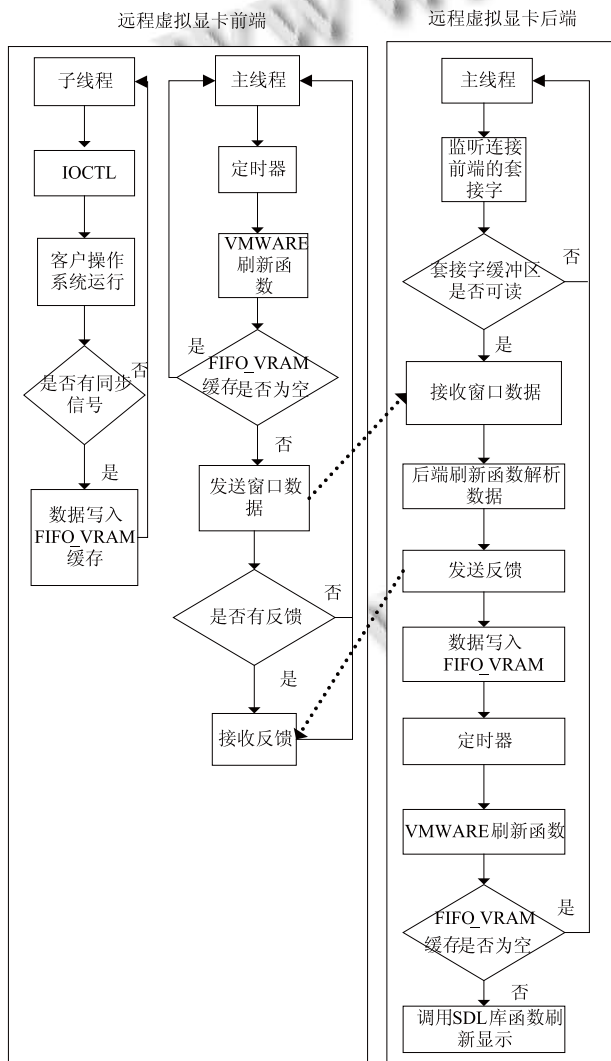 远程虚拟显卡前端
子线程
IOCTL
客户操作
系统运行
是否有同步
信号
否
是
数据写入
FIFO_VRAM
缓存
主线程
定时器
VMWARE
刷新函
数
是
FIFO_VRAM
缓存是否为空
否
发送窗口数
据
是否有反馈
否
是
接收反馈
远程虚拟显卡后端
主线程
监听连接
前端的套
接字
套接字缓冲区
是否可读
否
是
接收窗口数据
后端刷新函数解析
数据
发送反馈
数据写入
FIFO_VRAM
定时器
VMWARE刷新函数
FIFO_VRAM
缓存是否为空
是
否
调用SDL库函数刷
新显示